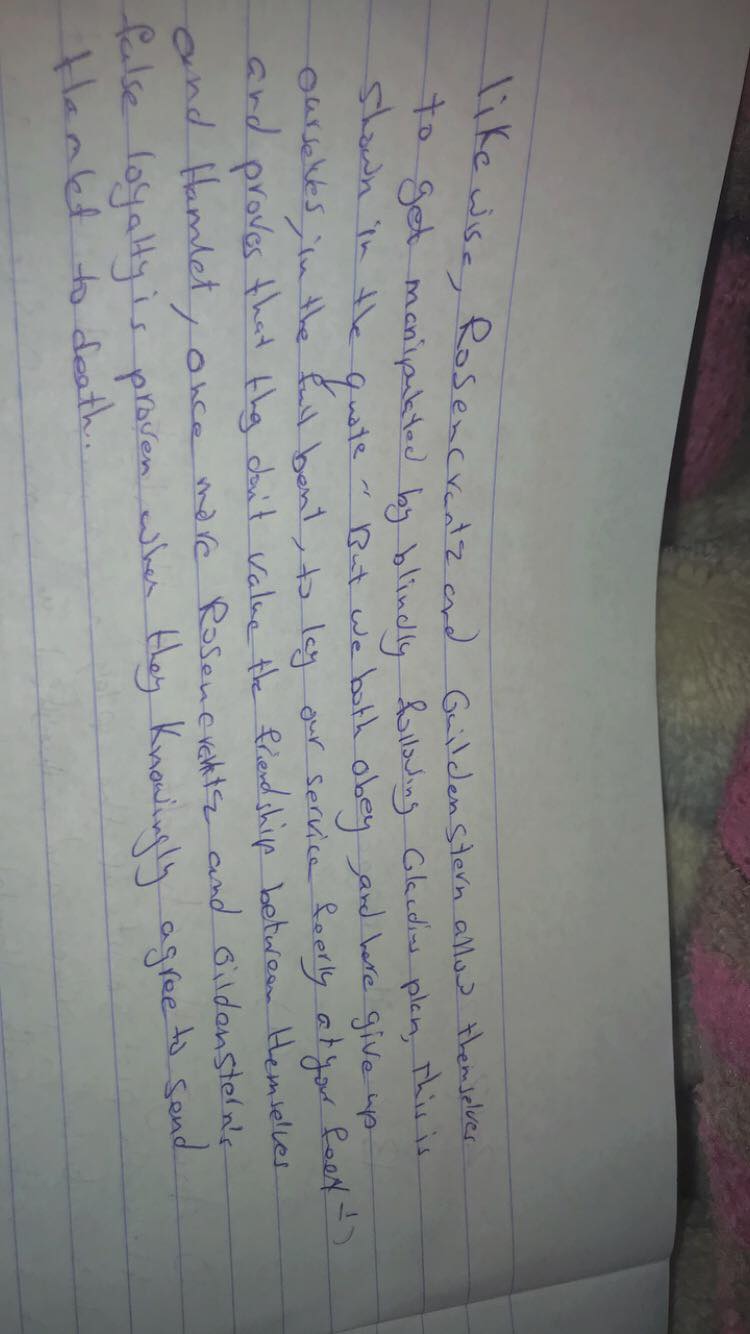 likewise, Rosencrantz and Guildenstern allow themselves
to get manipulated by blindly following Claudius plan, this is
shown in the quote " But we both obey, and here give up
ourselves, in the full bent, to lay our service feerly at your feet"
and proves that they don't value the friendship between themselves
and Hamlet, once more Rosencrantz and Gildenstern's
false loyalty is proven when they knowingly agree to send
Hamlet to death.